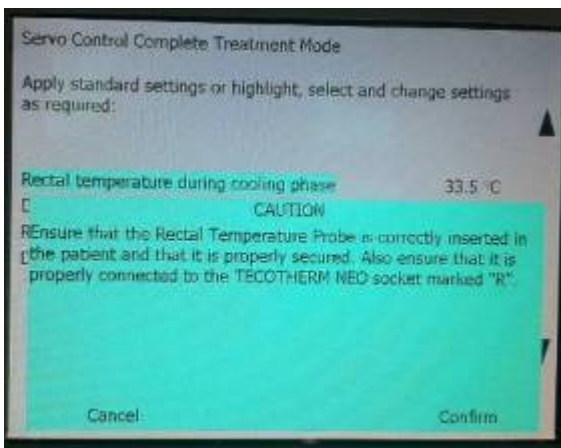 Servo Control Complete Treatment Mode
Apply standard settings or highlight, select and change settings
as required:
Rectal temperature during cooling phase 33.5 °C
CAUTION
Ensure that the Rectal Temperature Probe is correctly inserted in
the patient and that it is properly secured. Also ensure that it is
properly connected to the TECOTHERM NEO socket marked "R".
Cancel Confirm